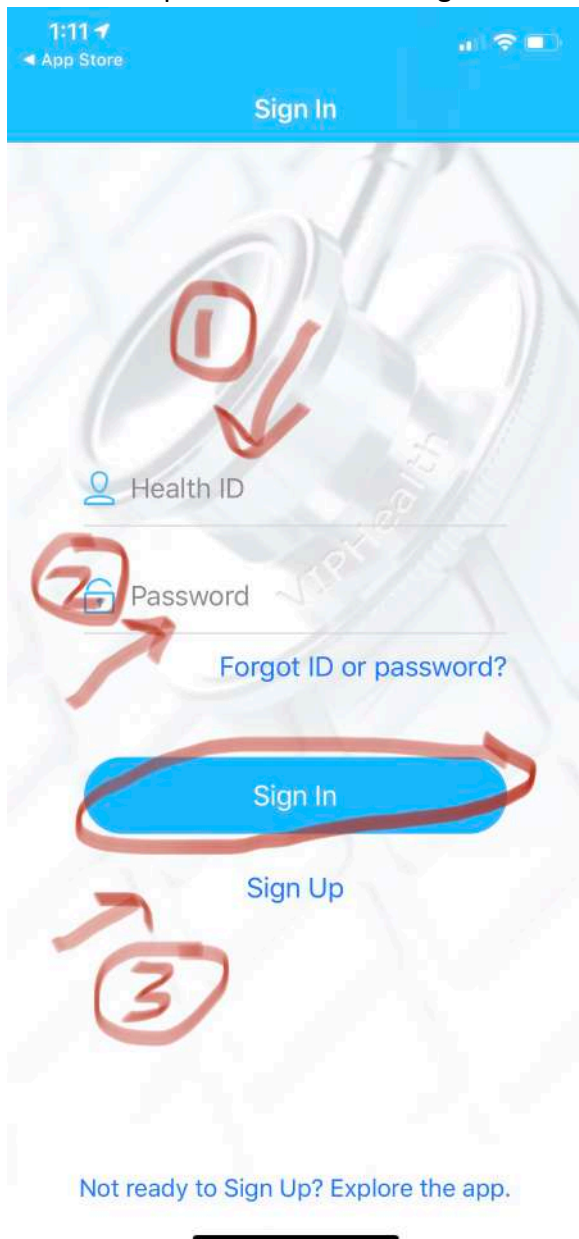 1:11
◀ App Store
Sign In
1
Health ID
VIPHealth
2.
Password
Forgot ID or password?
Sign In
Sign Up
3
Not ready to Sign Up? Explore the app.